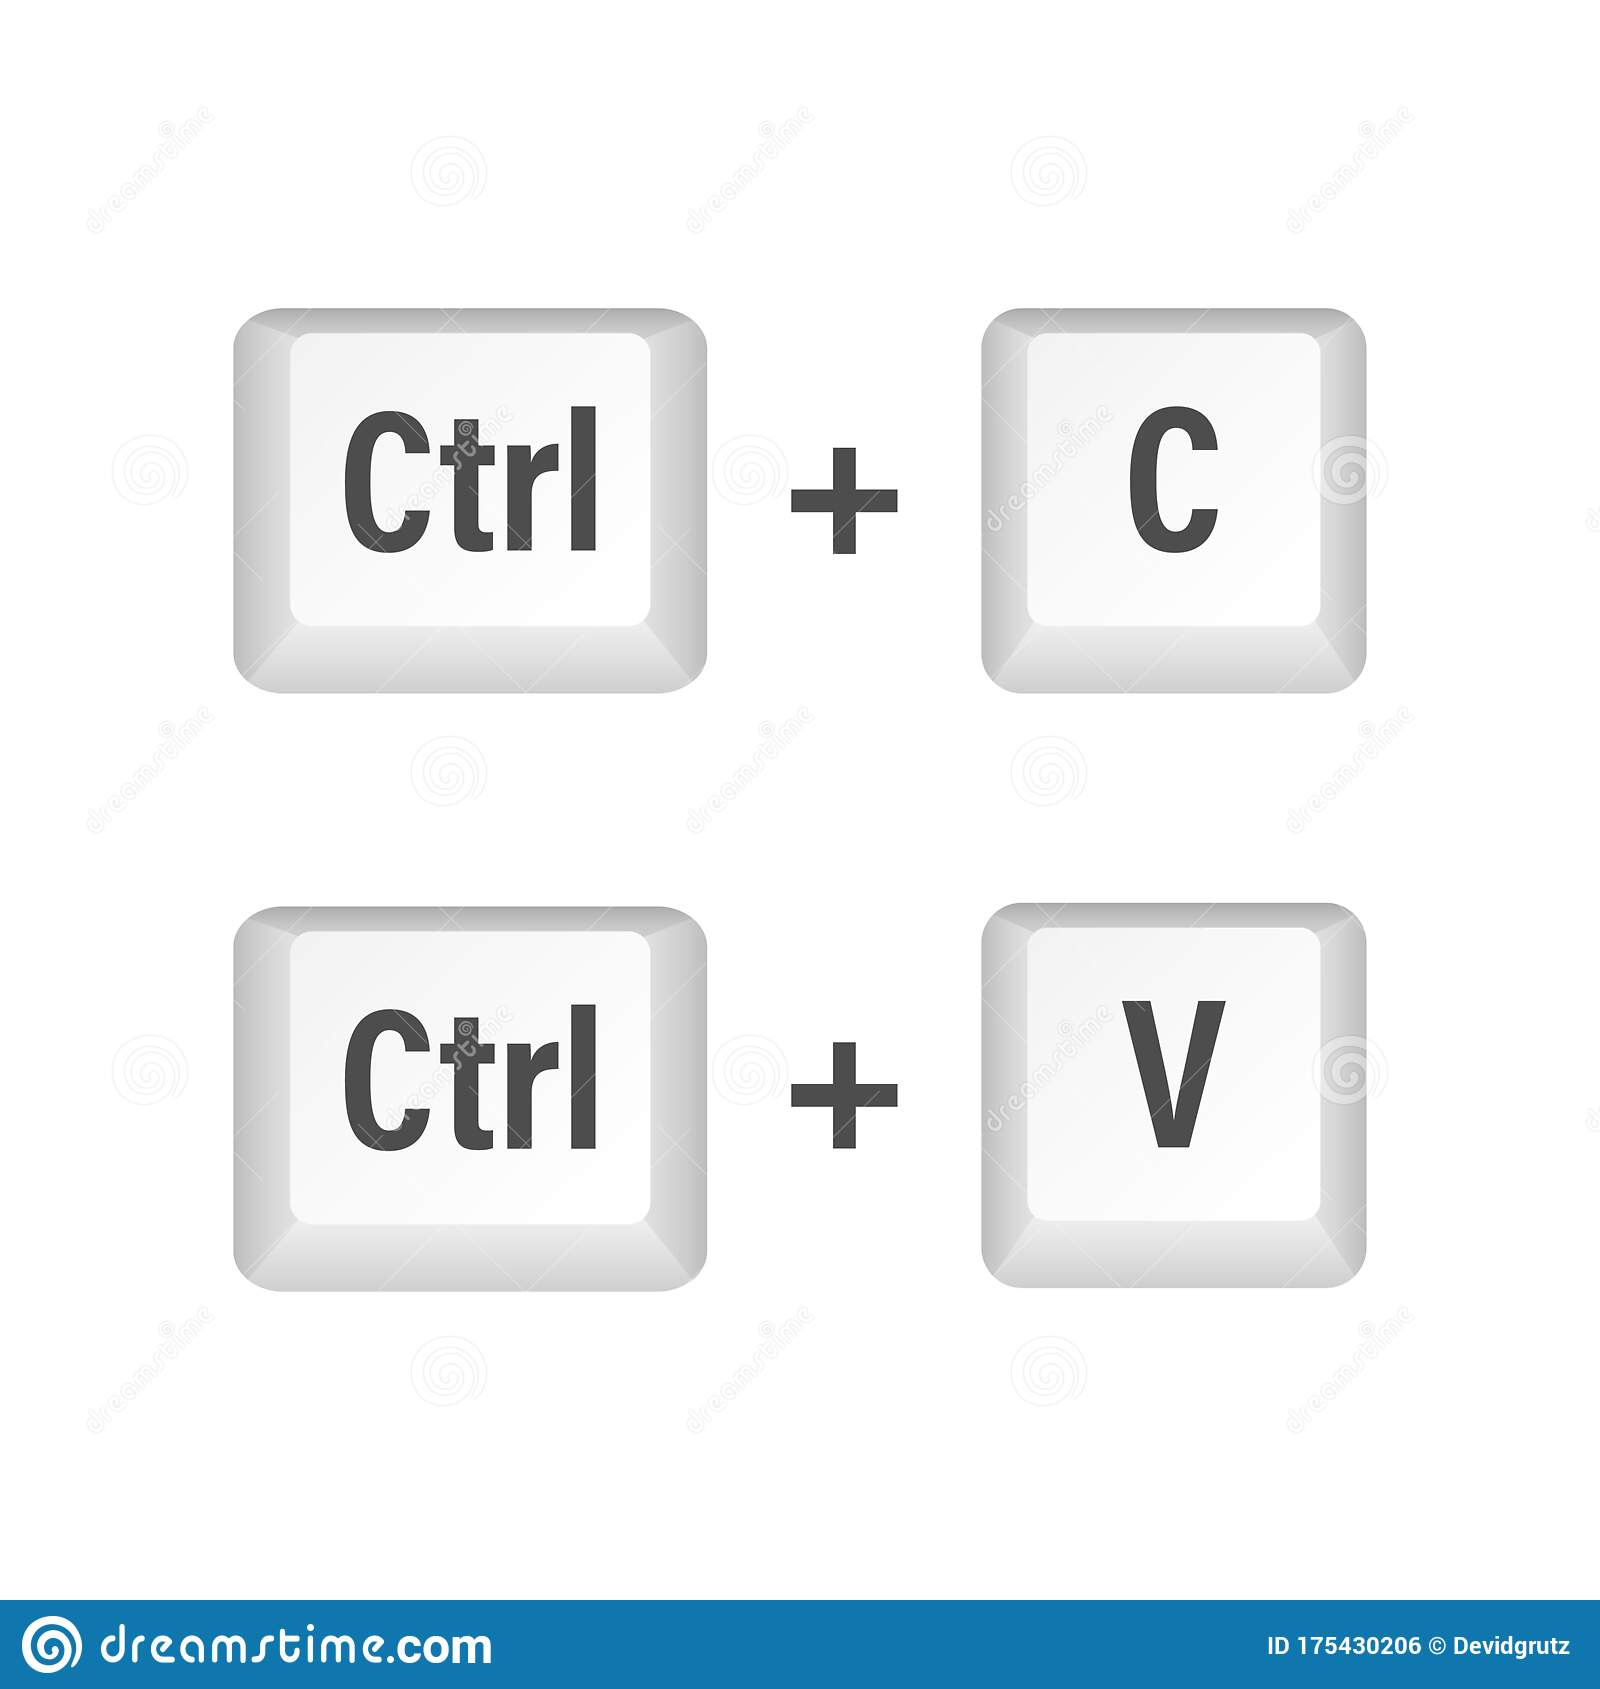 Ctrl + C
Ctrl + V
dreamstime.com
ID 175430206 © Devidgrutz